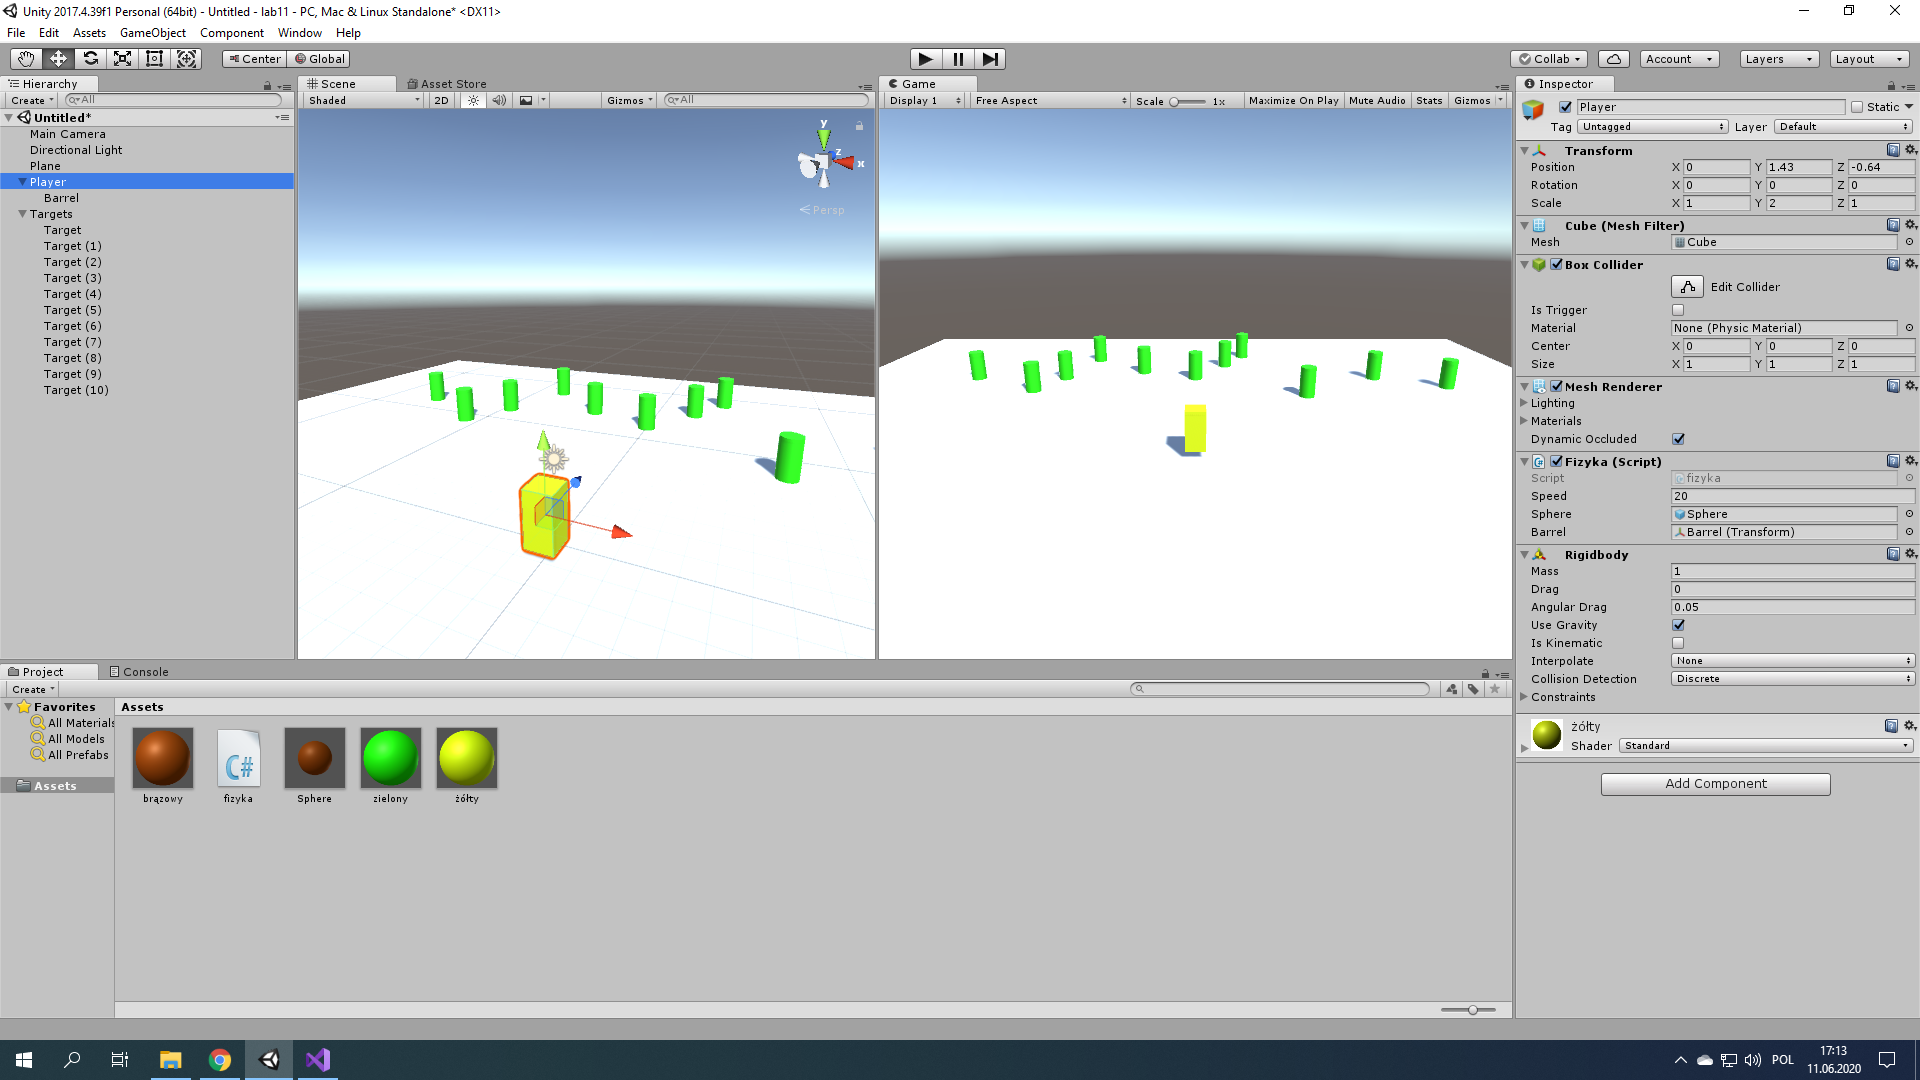 Unity 2017.4.39f1 Personal (64bit) - Untitled - lab11 - PC, Mac & Linux Standalone* <DX11>
File Edit Assets GameObject Component Window Help
Center Global Collab Account Layers Layout
Hierarchy
Create All
Untitled*
Main Camera
Directional Light
Plane
Player
Barrel
Targets
Target
Target (1)
Target (2)
Target (3)
Target (4)
Target (5)
Target (6)
Target (7)
Target (8)
Target (9)
Target (10)
Scene Asset Store
Shaded 2D Gizmos All
y
z
x
Persp
Game
Display 1 Free Aspect Scale 1x Maximize On Play Mute Audio Stats Gizmos
Inspector
Player Static
Tag Untagged Layer Default
Transform
Position X 0 Y 1.43 Z -0.64
Rotation X 0 Y 0 Z 0
Scale X 1 Y 2 Z 1
Cube (Mesh Filter)
Mesh Cube
Box Collider
Edit Collider
Is Trigger
Material None (Physic Material)
Center X 0 Y 0 Z 0
Size X 1 Y 1 Z 1
Mesh Renderer
Lighting
Materials
Dynamic Occluded
Fizyka (Script)
Script fizyka
Speed 20
Sphere Sphere
Barrel Barrel (Transform)
Rigidbody
Mass 1
Drag 0
Angular Drag 0.05
Use Gravity
Is Kinematic
Interpolate None
Collision Detection Discrete
Constraints
żółty
Shader Standard
Add Component
Project Console
Create
Favorites
All Materials
All Models
All Prefabs
Assets
Assets
C#
brązowy fizyka Sphere zielony żółty
POL
17:13
11.06.2020